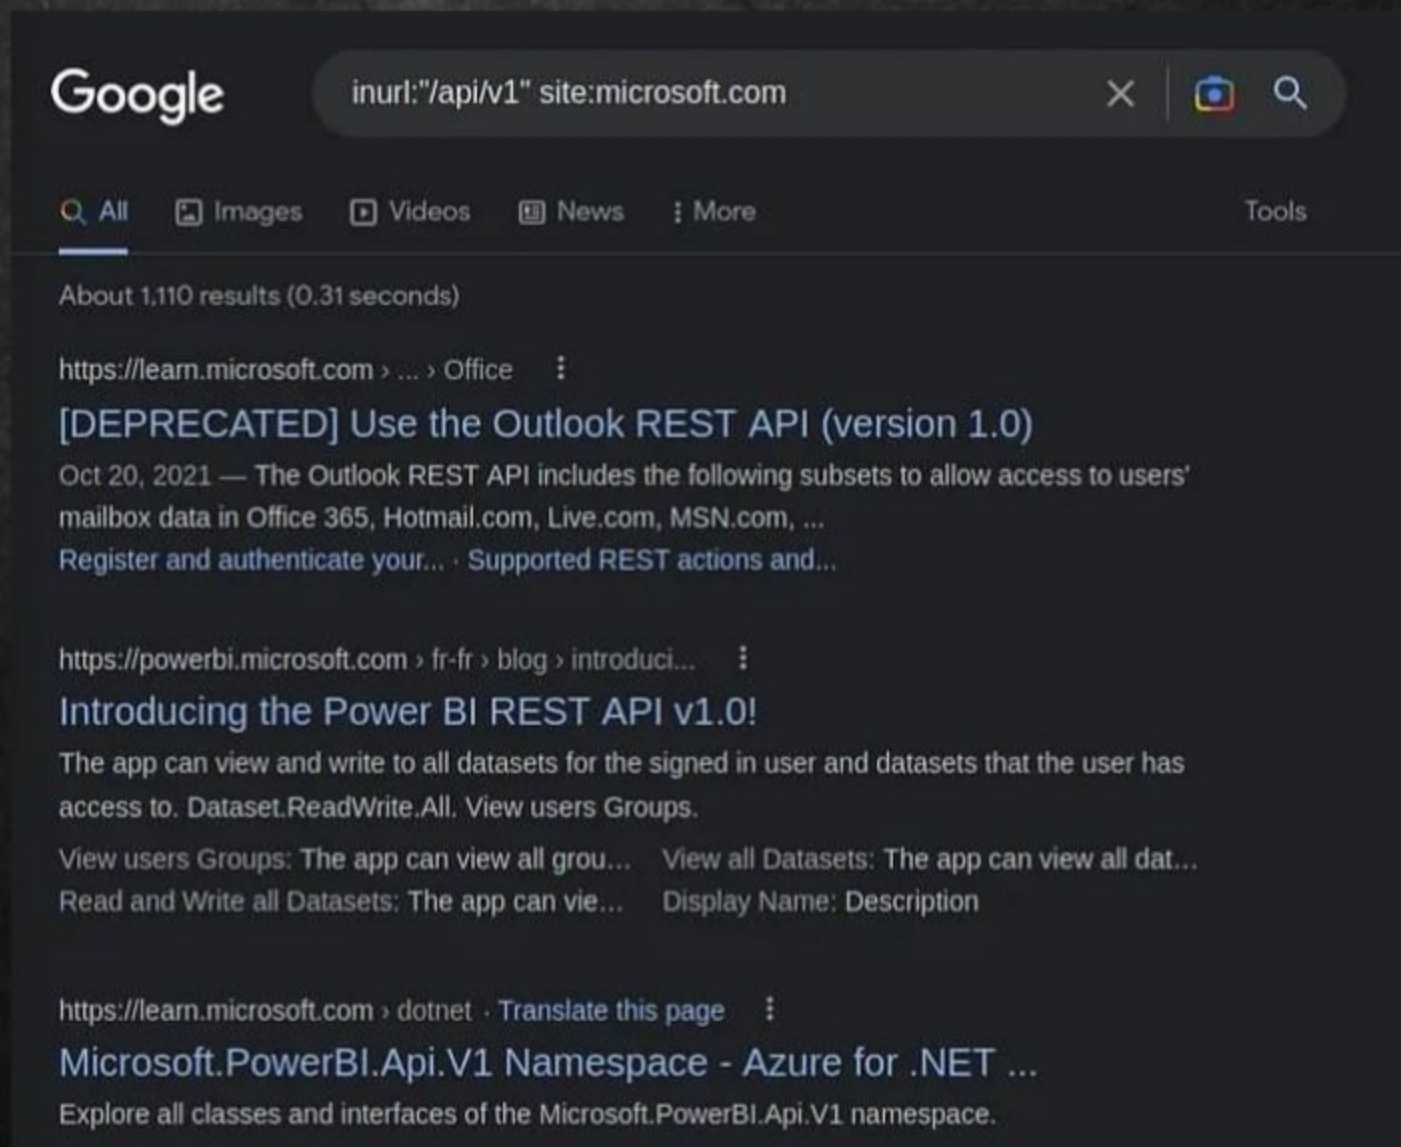 Google
inurl:"/api/v1" site:microsoft.com
All Images Videos News More Tools
About 1,110 results (0.31 seconds)
https://learn.microsoft.com › ... › Office
[DEPRECATED] Use the Outlook REST API (version 1.0)
Oct 20, 2021 — The Outlook REST API includes the following subsets to allow access to users'
mailbox data in Office 365, Hotmail.com, Live.com, MSN.com, ...
Register and authenticate your... · Supported REST actions and...
https://powerbi.microsoft.com › fr-fr › blog › introduci...
Introducing the Power BI REST API v1.0!
The app can view and write to all datasets for the signed in user and datasets that the user has
access to. Dataset.ReadWrite.All. View users Groups.
View users Groups: The app can view all grou... View all Datasets: The app can view all dat...
Read and Write all Datasets: The app can vie... Display Name: Description
https://learn.microsoft.com › dotnet · Translate this page
Microsoft.PowerBI.Api.V1 Namespace - Azure for .NET ...
Explore all classes and interfaces of the Microsoft.PowerBI.Api.V1 namespace.